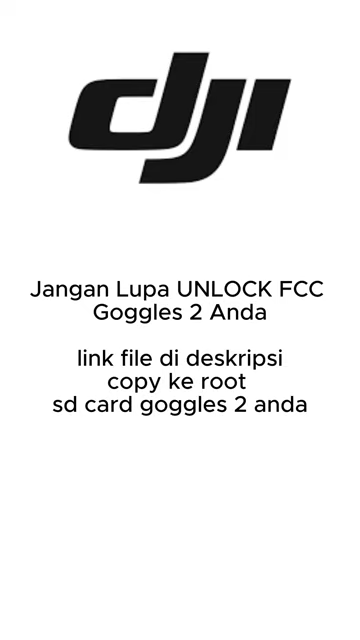 dji
Jangan Lupa UNLOCK FCC
Goggles 2 Anda
link file di deskripsi
copy ke root
sd card goggles 2 anda